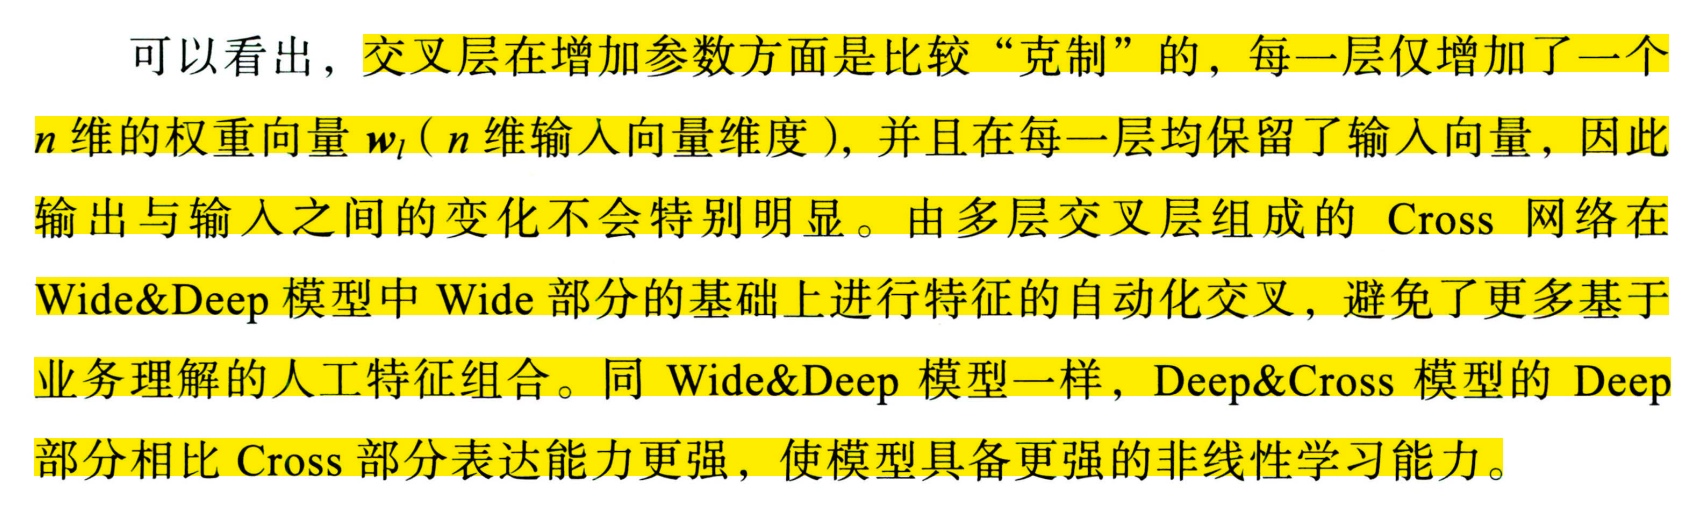 可以看出，交叉层在增加参数方面是比较“克制”的，每一层仅增加了一个
n 维的权重向量 wl（ n 维输入向量维度），并且在每一层均保留了输入向量，因此
输出与输入之间的变化不会特别明显。由多层交叉层组成的 Cross 网络在
Wide&Deep 模型中 Wide 部分的基础上进行特征的自动化交叉，避免了更多基于
业务理解的人工特征组合。同 Wide&Deep 模型一样，Deep&Cross 模型的 Deep
部分相比 Cross 部分表达能力更强，使模型具备更强的非线性学习能力。